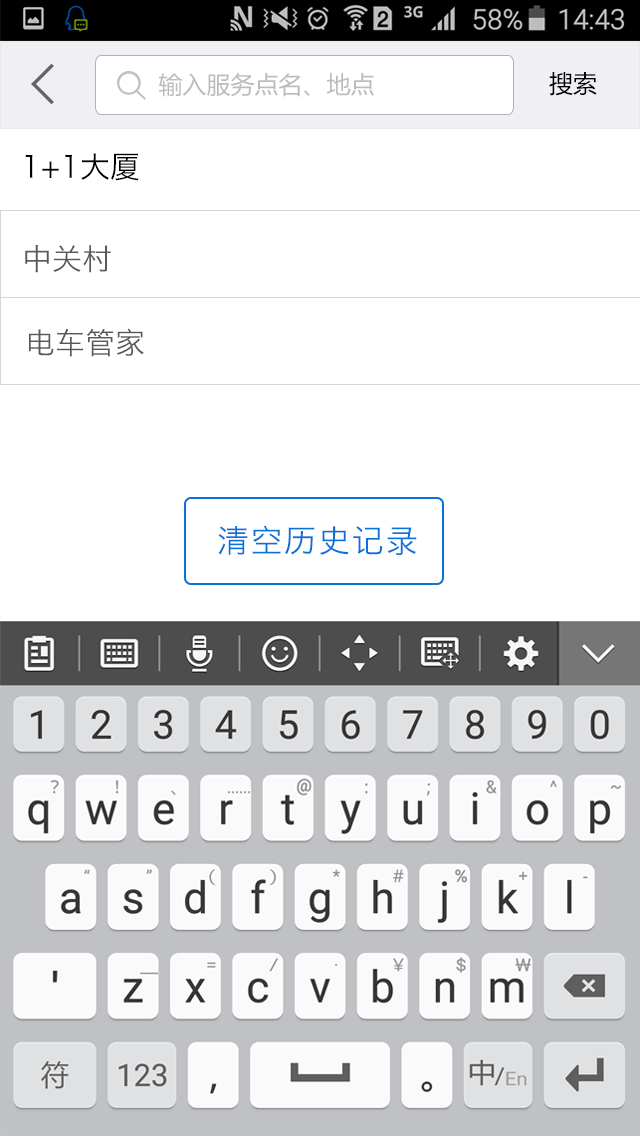 3G 58% 14:43
输入服务点名、地点 搜索
1+1大厦
中关村
电车管家
清空历史记录
1 2 3 4 5 6 7 8 9 0
? ! 、 ...... @ : ; & ^ ~
q w e r t y u i o p
" " ( ) * # % + -
a s d f g h j k l
— = / · ¥ $ ₩
' z x c v b n m
符 123 , 。 中/En